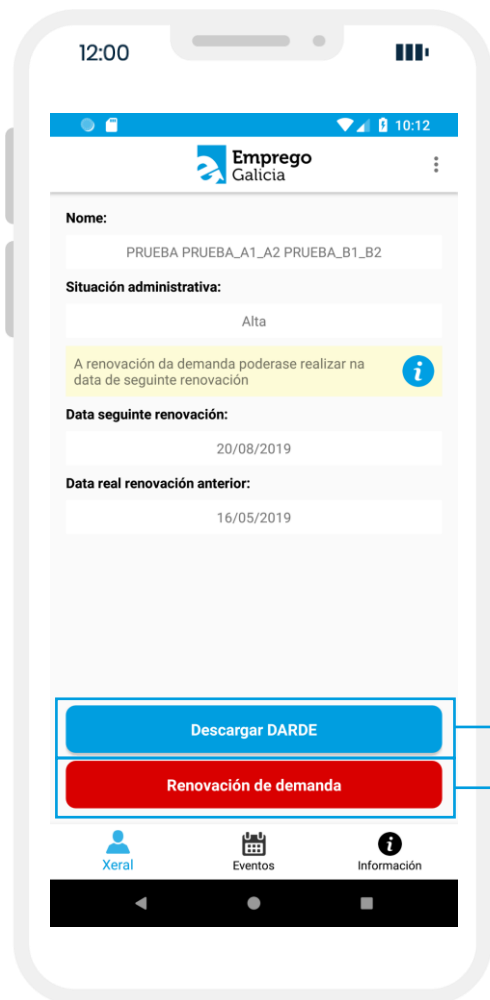 12:00
10:12
Emprego
Galicia
Nome:
PRUEBA PRUEBA_A1_A2 PRUEBA_B1_B2
Situación administrativa:
Alta
A renovación da demanda poderase realizar na
data de seguinte renovación
Data seguinte renovación:
20/08/2019
Data real renovación anterior:
16/05/2019
Descargar DARDE
Renovación de demanda
Xeral
Eventos
Información